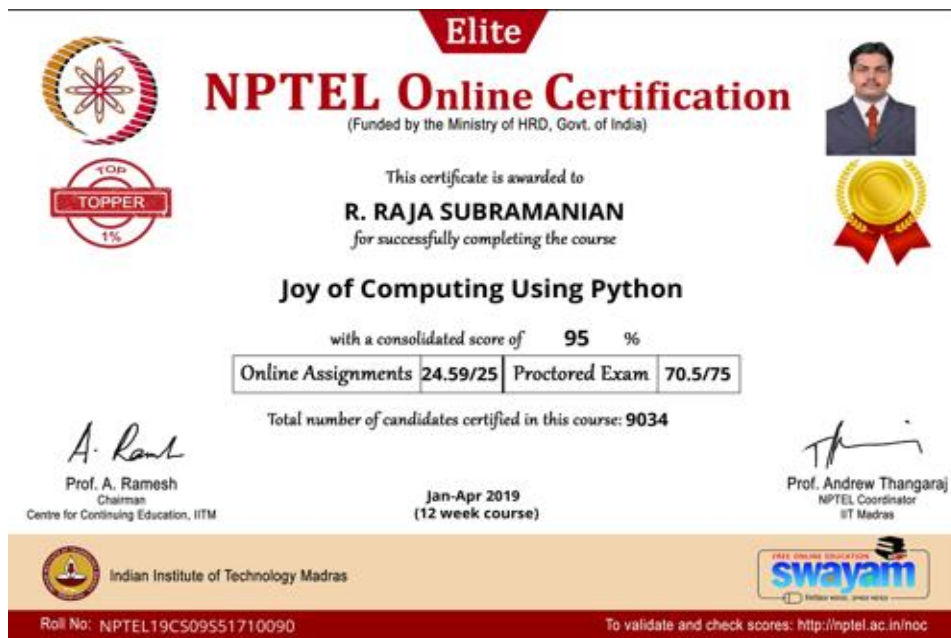 Elite
NPTEL Online Certification
(Funded by the Ministry of HRD, Govt. of India)
TOP
TOPPER
1%
This certificate is awarded to
R. RAJA SUBRAMANIAN
for successfully completing the course
Joy of Computing Using Python
with a consolidated score of 95 %
Online Assignments 24.59/25 Proctored Exam 70.5/75
Total number of candidates certified in this course: 9034
Prof. A. Ramesh
Chairman
Centre for Continuing Education, IITM
Jan-Apr 2019
(12 week course)
Prof. Andrew Thangaraj
NPTEL Coordinator
IIT Madras
Indian Institute of Technology Madras
FREE ONLINE EDUCATION
swayam
Roll No: NPTEL19CS09S51710090
To validate and check scores: http://nptel.ac.in/noc